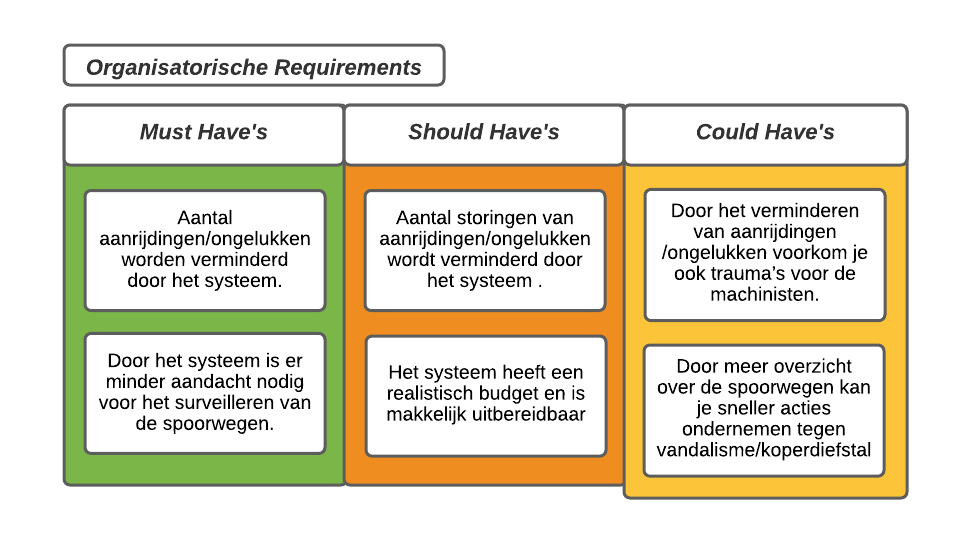 Organisatorische Requirements
Must Have's
Aantal
aanrijdingen/ongelukken
worden verminderd
door het systeem.
Door het systeem is er
minder aandacht nodig
voor het surveilleren van
de spoorwegen.
Should Have's
Aantal storingen van
aanrijdingen/ongelukken
wordt verminderd door
het systeem .
Het systeem heeft een
realistisch budget en is
makkelijk uitbereidbaar
Could Have's
Door het verminderen
van aanrijdingen
/ongelukken voorkom je
ook trauma’s voor de
machinisten.
Door meer overzicht
over de spoorwegen kan
je sneller acties
ondernemen tegen
vandalisme/koperdiefstal